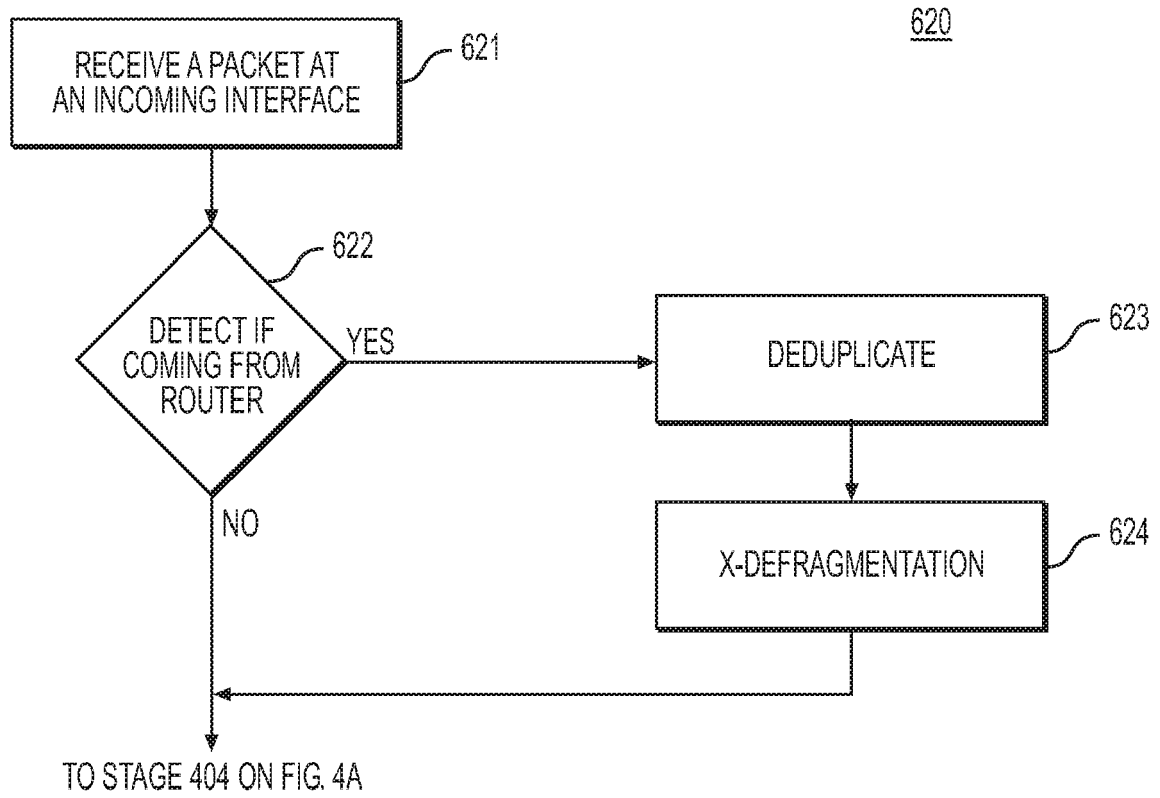 620
RECEIVE A PACKET AT
AN INCOMING INTERFACE
621
622
DETECT IF
COMING FROM
ROUTER
YES
NO
DEDUPLICATE
623
X-DEFRAGMENTATION
624
TO STAGE 404 ON FIG. 4A